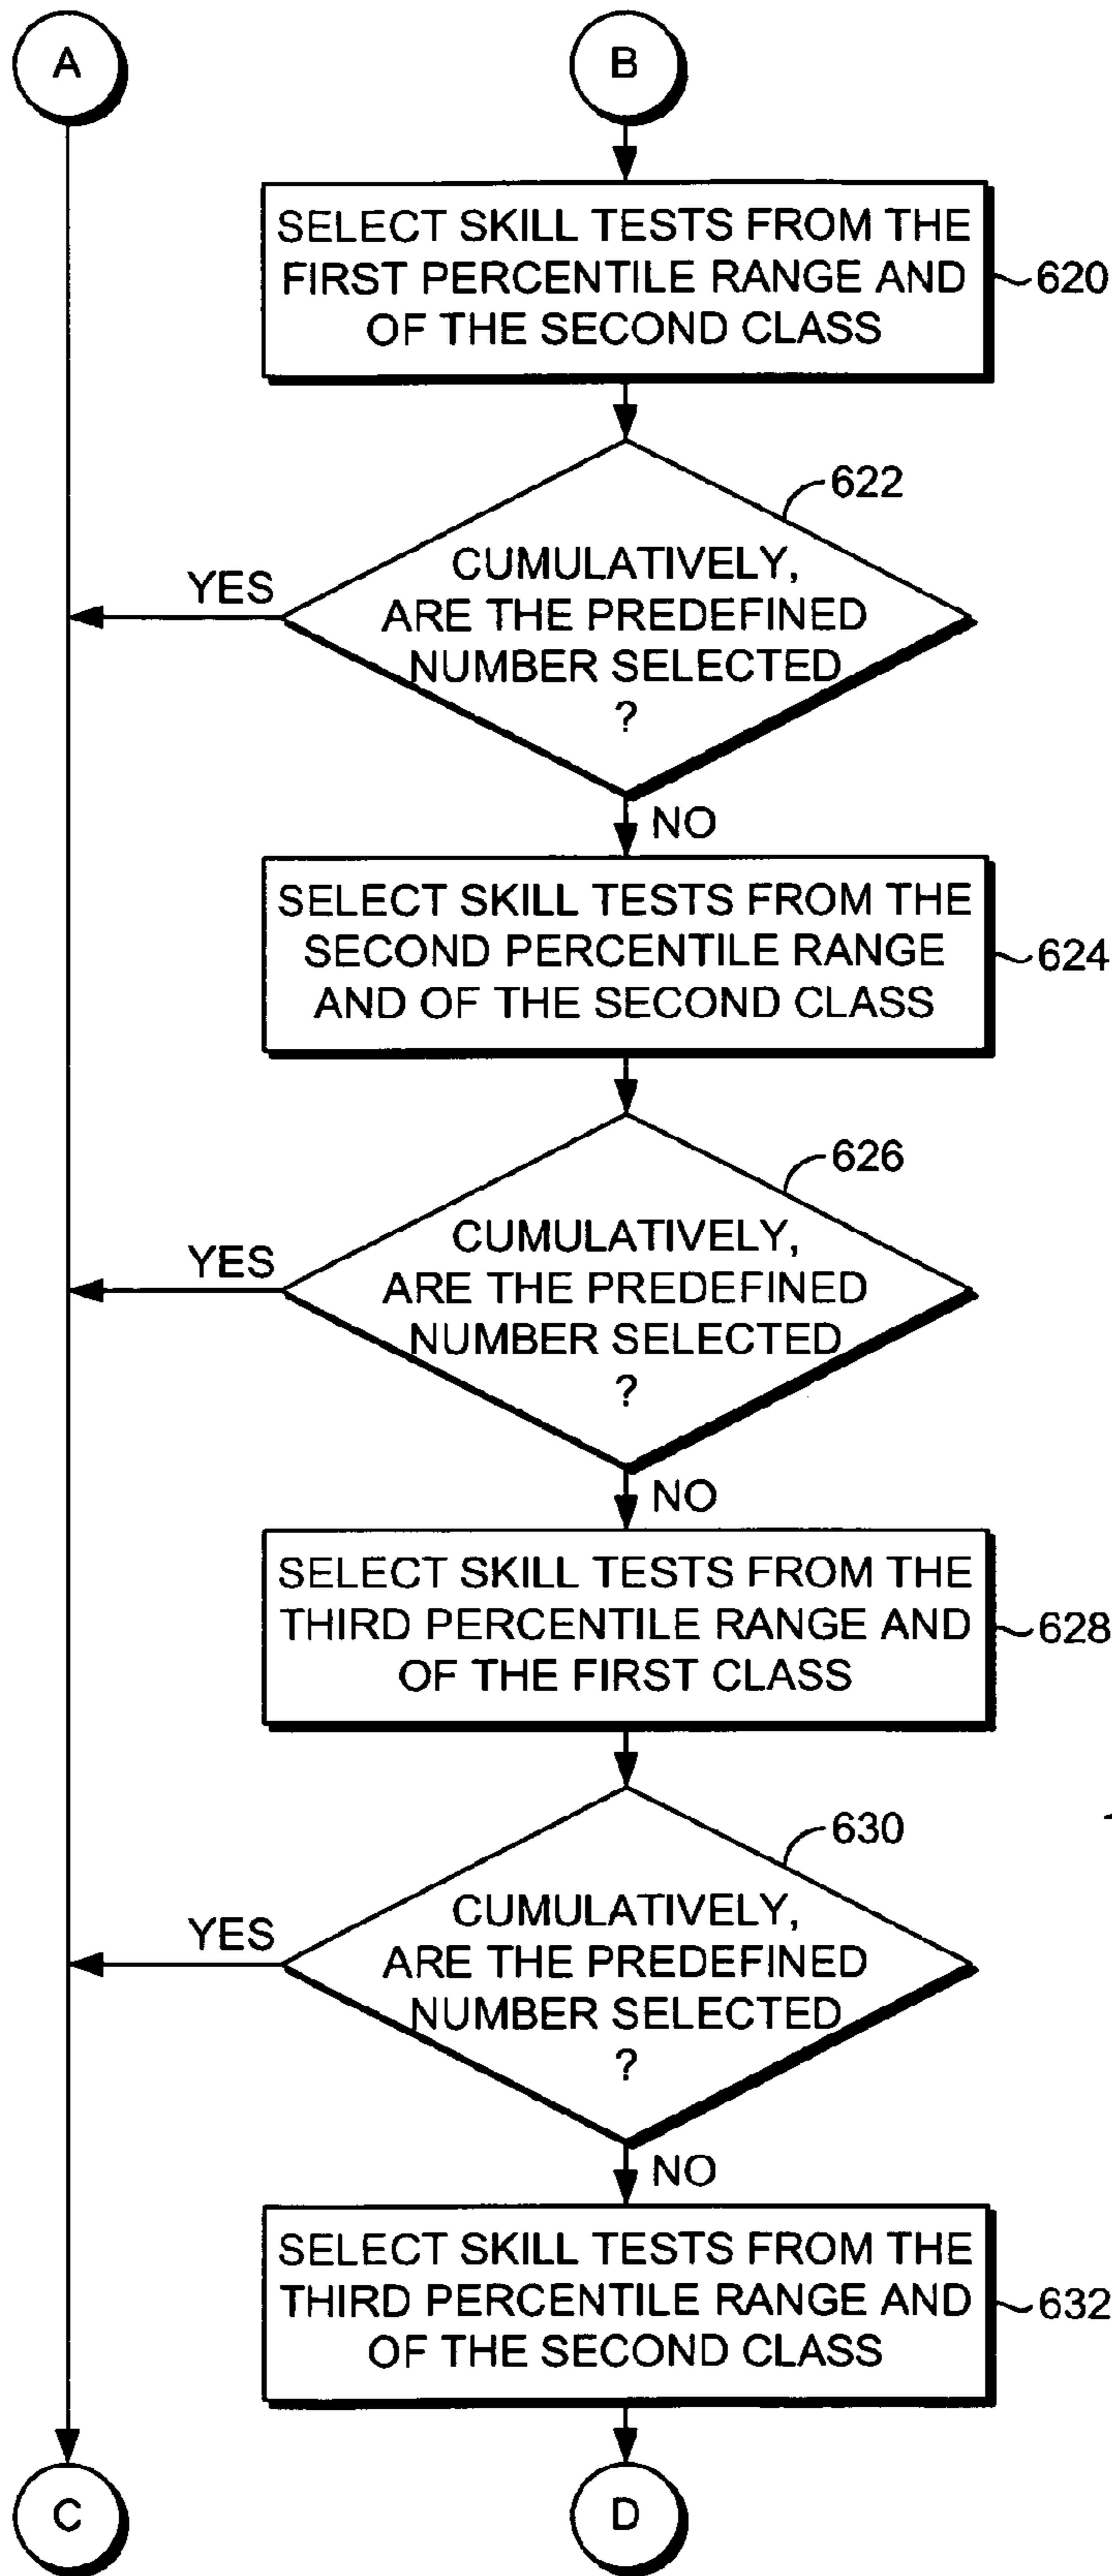 A
B
SELECT SKILL TESTS FROM THE
FIRST PERCENTILE RANGE AND
OF THE SECOND CLASS
620
622
CUMULATIVELY,
ARE THE PREDEFINED
NUMBER SELECTED
?
YES
NO
SELECT SKILL TESTS FROM THE
SECOND PERCENTILE RANGE
AND OF THE SECOND CLASS
624
626
CUMULATIVELY,
ARE THE PREDEFINED
NUMBER SELECTED
?
YES
NO
SELECT SKILL TESTS FROM THE
THIRD PERCENTILE RANGE AND
OF THE FIRST CLASS
628
630
CUMULATIVELY,
ARE THE PREDEFINED
NUMBER SELECTED
?
YES
NO
SELECT SKILL TESTS FROM THE
THIRD PERCENTILE RANGE AND
OF THE SECOND CLASS
632
C
D